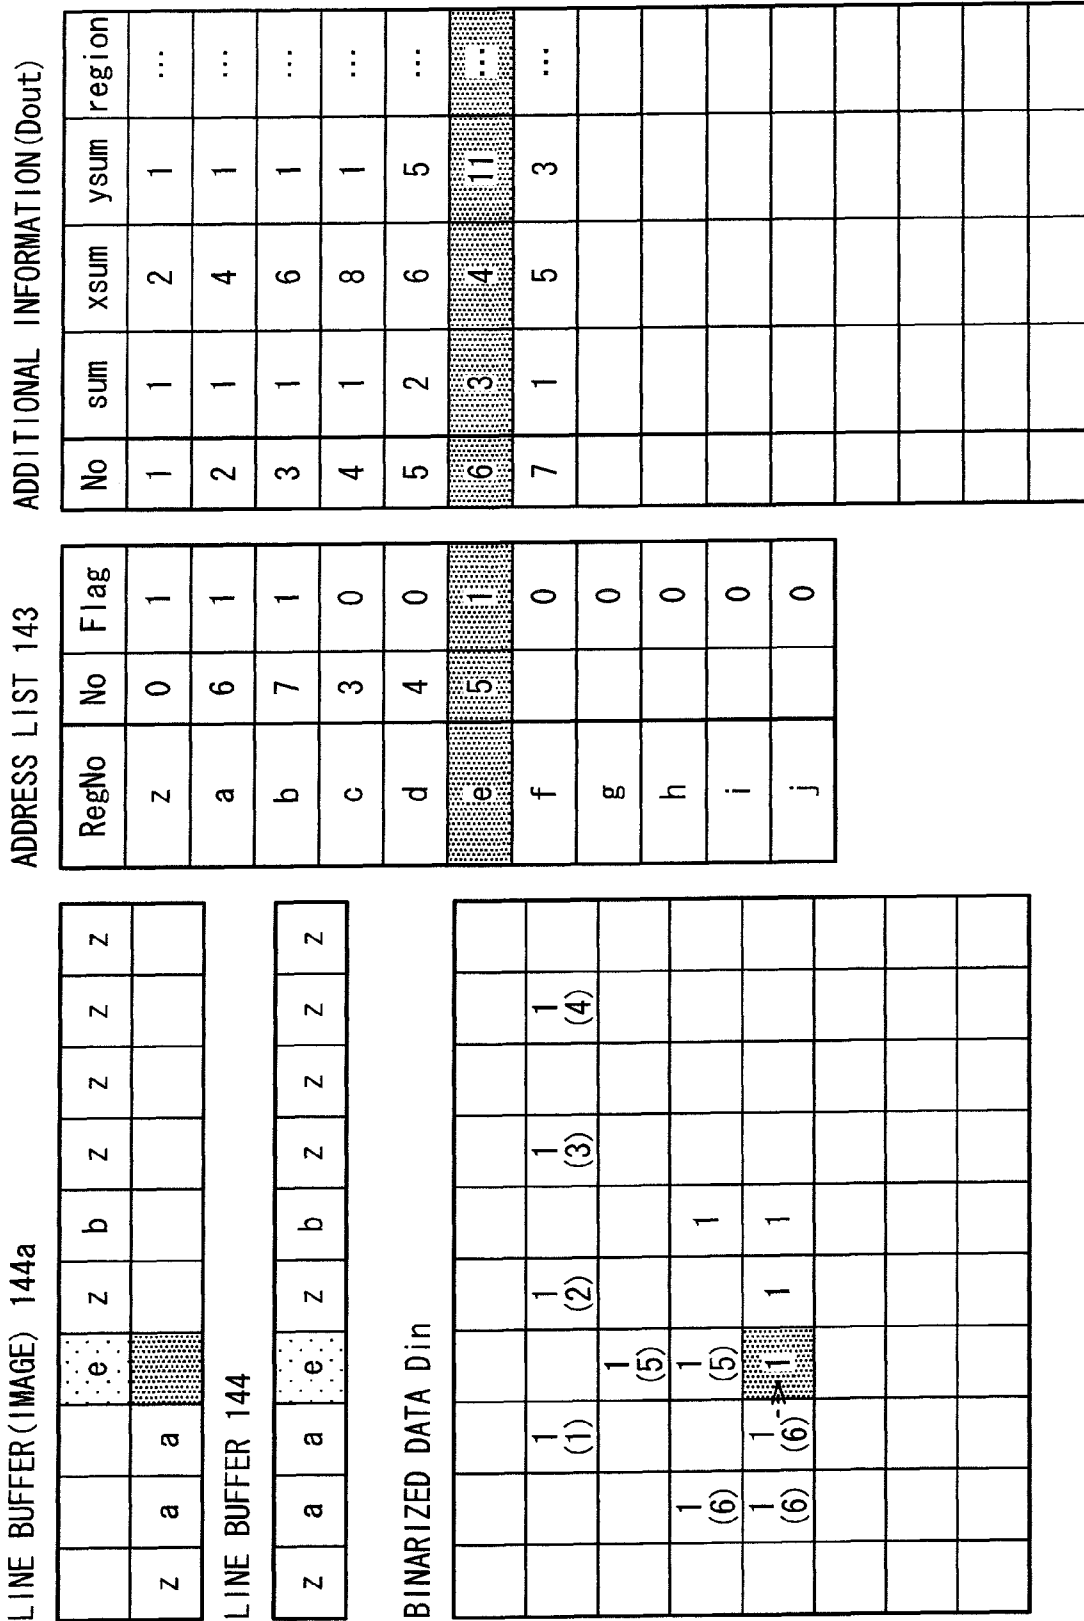 LINE BUFFER(IMAGE) 144a
e z b z z z z
z a a
LINE BUFFER 144
z a a e z b z z z z
BINARIZED DATA Din
1 1 1 1
(1) (2) (3) (4)
1
(5)
1 1 1
(6) (5)
1 1 1 1 1
(6) (6)
ADDRESS LIST 143
RegNo No Flag
z 0 1
a 6 1
b 7 1
c 3 0
d 4 0
e 5 1
f 0
g 0
h 0
i 0
j 0
ADDITIONAL INFORMATION(Dout)
No sum xsum ysum region
1 1 2 1 ...
2 1 4 1 ...
3 1 6 1 ...
4 1 8 1 ...
5 2 6 5 ...
6 3 4 11 ...
7 1 5 3 ...